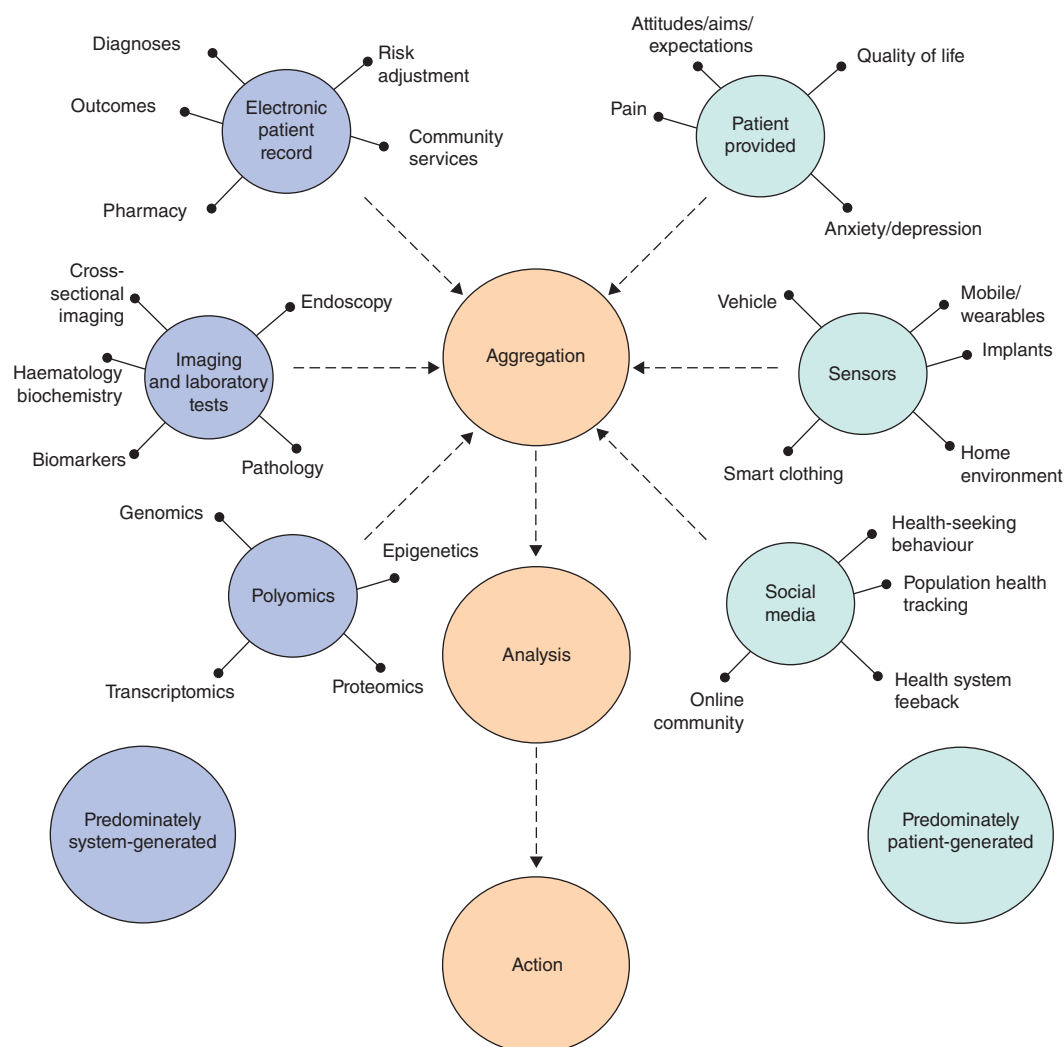 Diagnoses
Risk
adjustment
Outcomes
Electronic
patient
record
Community
services
Pharmacy
Attitudes/aims/
expectations
Quality of life
Pain
Patient
provided
Anxiety/depression
Cross-
sectional
imaging
Endoscopy
Haematology
biochemistry
Imaging
and laboratory
tests
Biomarkers
Pathology
Aggregation
Vehicle
Mobile/
wearables
Implants
Sensors
Smart clothing
Home
environment
Genomics
Epigenetics
Polyomics
Transcriptomics
Proteomics
Analysis
Health-seeking
behaviour
Population health
tracking
Social
media
Online
community
Health system
feeback
Predominately
system-generated
Predominately
patient-generated
Action